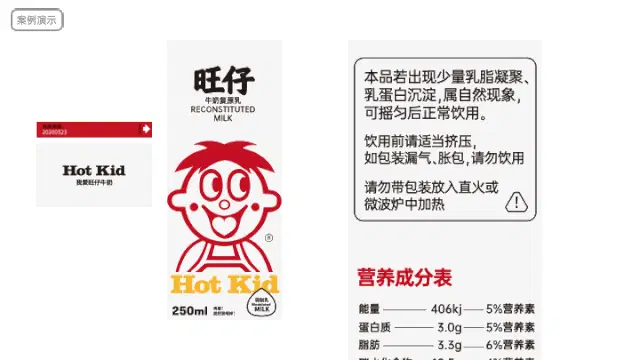 案例演示
20200523
Hot Kid
我爱旺仔牛奶
旺仔
牛奶复原乳
RECONSTITUTED
MILK
®
Hot Kid
250ml
MILK
本品若出现少量乳脂凝聚、
乳蛋白沉淀,属自然现象,
可摇匀后正常饮用。
饮用前请适当挤压,
如包装漏气、胀包,请勿饮用
请勿带包装放入直火或
微波炉中加热
营养成分表
能量 406kj 5%营养素
蛋白质 3.0g 5%营养素
脂肪 3.3g 6%营养素